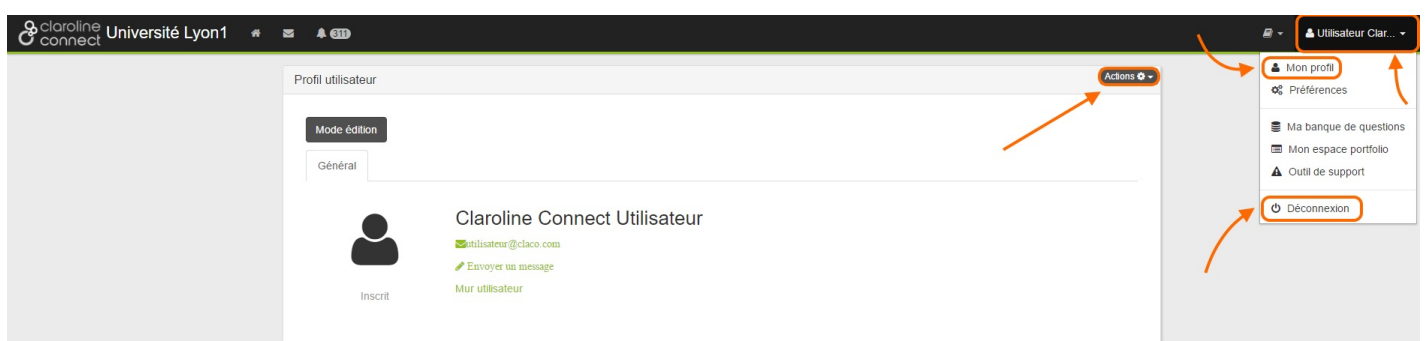 claroline connect Université Lyon1 311 Utilisateur Clar...
Mon profil
Préférences
Ma banque de questions
Mon espace portfolio
Outil de support
Déconnexion
Profil utilisateur Actions
Mode édition
Général
Claroline Connect Utilisateur
utilisateur@claco.com
Envoyer un message
Mur utilisateur
Inscrit